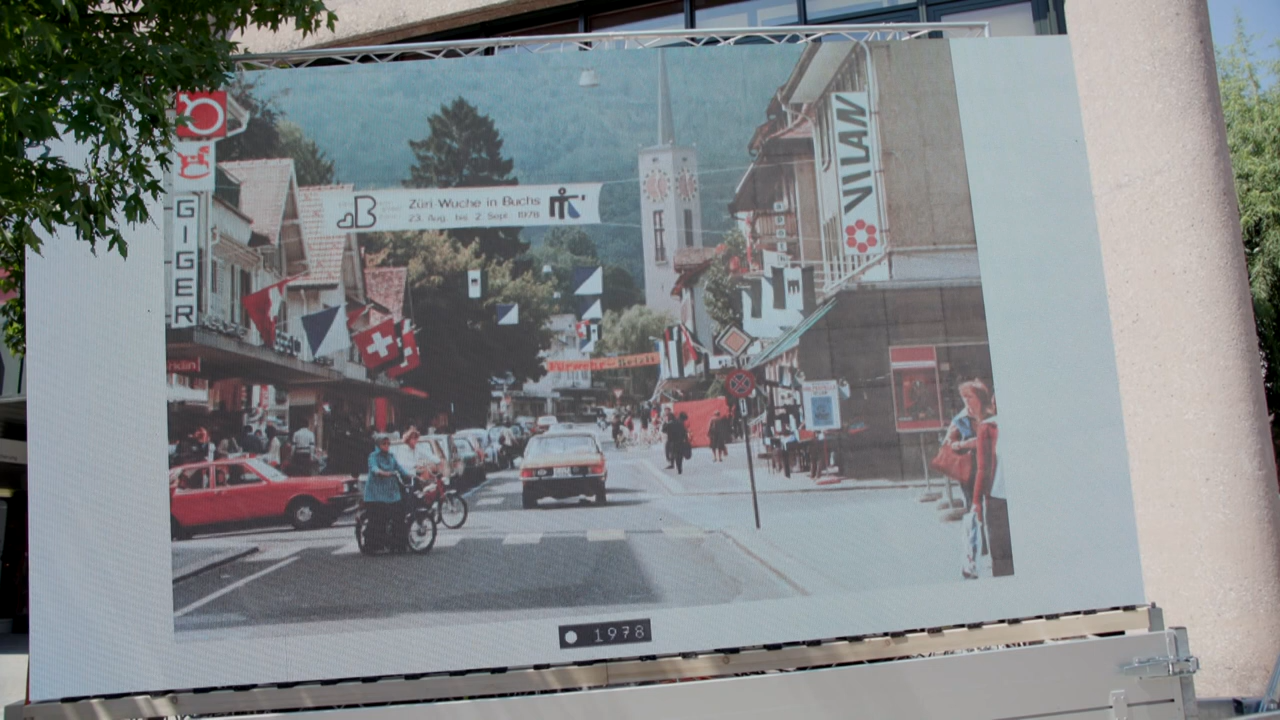 GIGER
B
Züri-Wuche in Buchs
23. Aug. bis 2. Sept. 1978
VILAN
1978